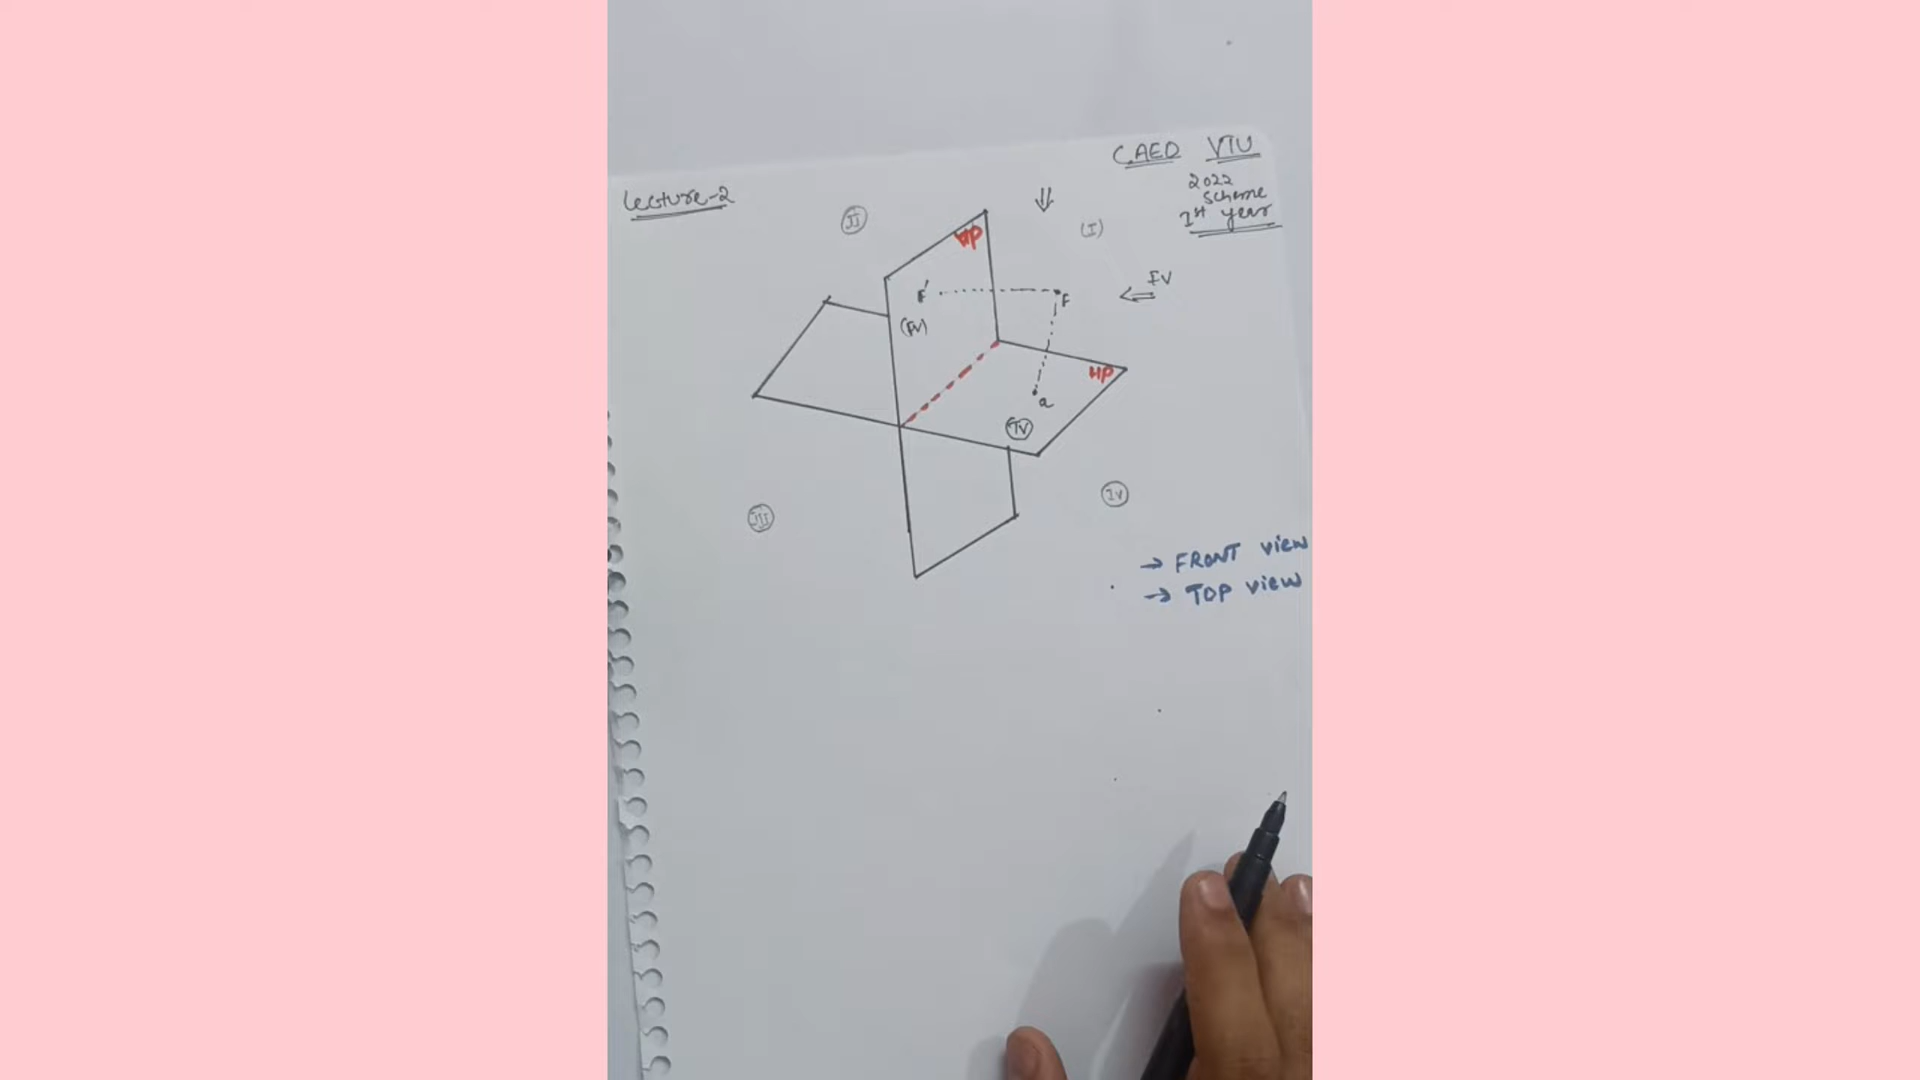 CAED VTU
2022
Scheme
1st year
Lecture-2
II
(I)
FV
F'
F
(FV)
HP
a
TV
III
IV
→ FRONT view
→ TOP view